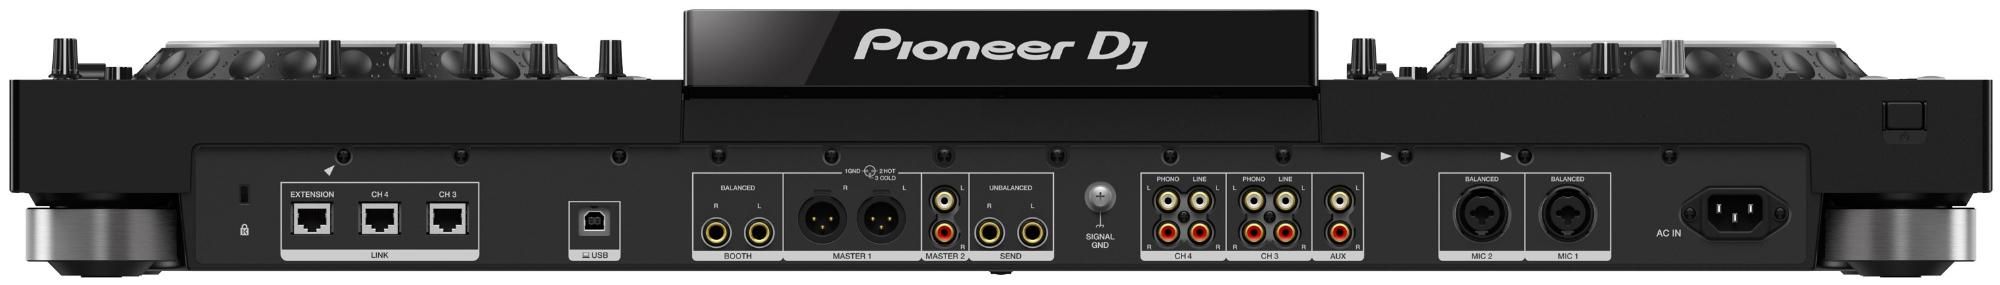 Pioneer Dj
1GND 2 HOT
3 COLD
EXTENSION CH 4 CH 3
LINK
USB
BALANCED
R L
BOOTH
R L
MASTER 1
L
R
MASTER 2
UNBALANCED
R L
SEND
SIGNAL
GND
PHONO LINE
L L
R R
CH 4
PHONO LINE
L L
R R
CH 3
L
R
AUX
BALANCED
MIC 2
BALANCED
MIC 1
AC IN